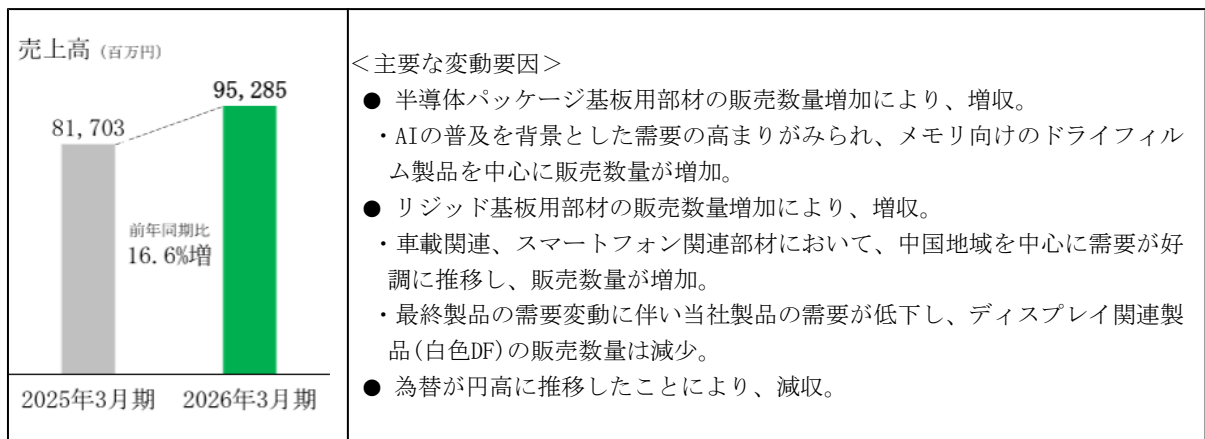 売上高 (百万円)
95,285
81,703
前年同期比
16.6%増
2025年3月期 2026年3月期
＜主要な変動要因＞
● 半導体パッケージ基板用部材の販売数量増加により、増収。
・AIの普及を背景とした需要の高まりがみられ、メモリ向けのドライフィル
ム製品を中心に販売数量が増加。
● リジッド基板用部材の販売数量増加により、増収。
・車載関連、スマートフォン関連部材において、中国地域を中心に需要が好
調に推移し、販売数量が増加。
・最終製品の需要変動に伴い当社製品の需要が低下し、ディスプレイ関連製
品(白色DF)の販売数量は減少。
● 為替が円高に推移したことにより、減収。